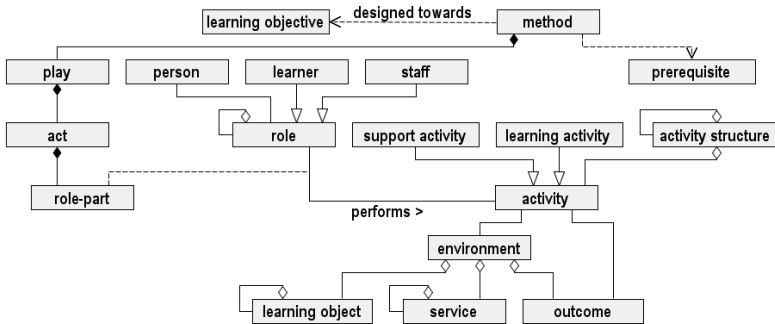 designed towards
learning objective
method
play
person
learner
staff
prerequisite
act
role
support activity
learning activity
activity structure
role-part
activity
performs >
environment
learning object
service
outcome